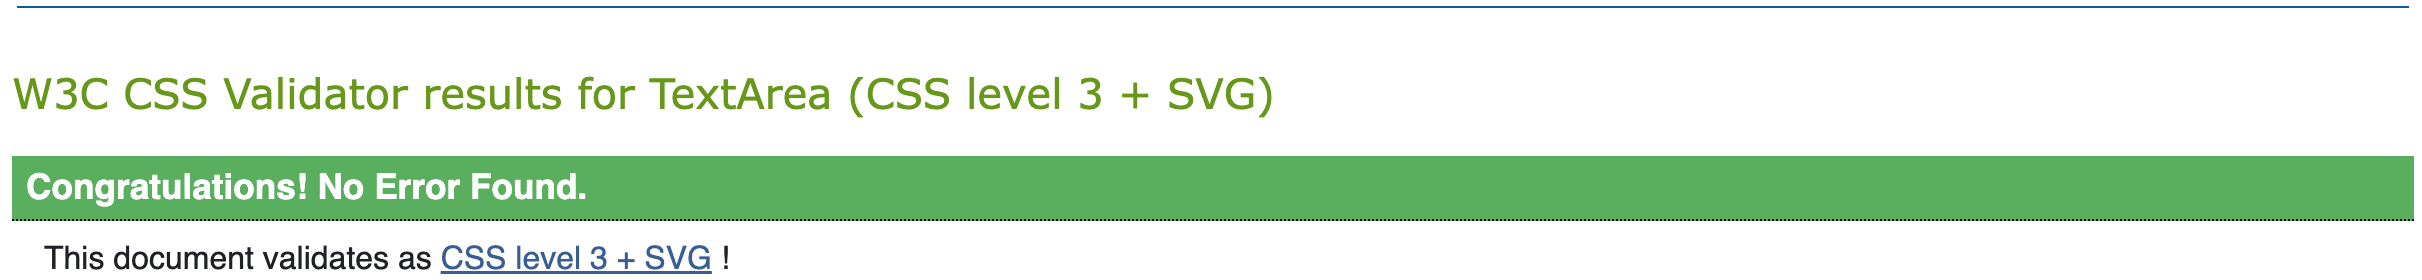 W3C CSS Validator results for TextArea (CSS level 3 + SVG)
Congratulations! No Error Found.
This document validates as CSS level 3 + SVG !